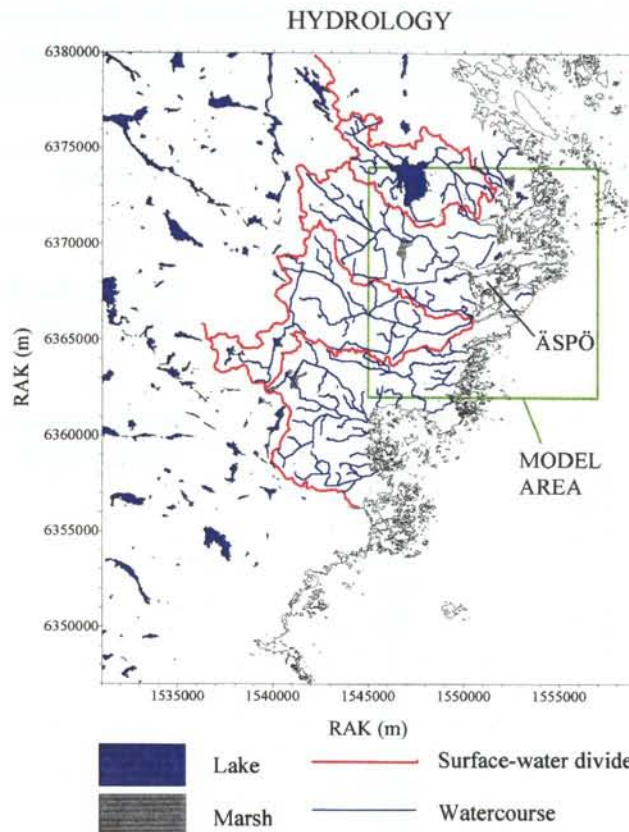 HYDROLOGY
6380000
6375000
6370000
6365000
6360000
6355000
6350000
RAK (m)
ÄSPÖ
MODEL
AREA
1535000 1540000 1545000 1550000 1555000
RAK (m)
Lake
Surface-water divide
Marsh
Watercourse